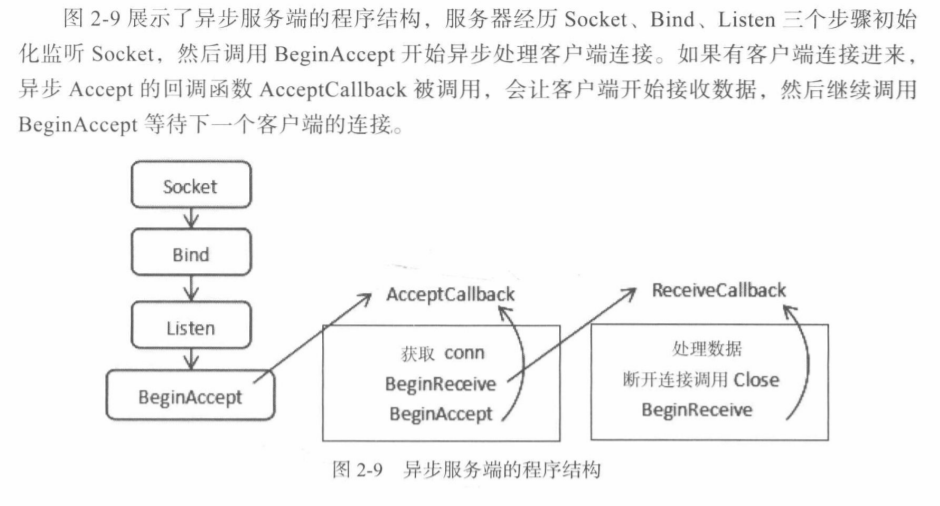 图 2-9 展示了异步服务端的程序结构，服务器经历 Socket、Bind、Listen 三个步骤初始
化监听 Socket，然后调用 BeginAccept 开始异步处理客户端连接。如果有客户端连接进来，
异步 Accept 的回调函数 AcceptCallback 被调用，会让客户端开始接收数据，然后继续调用
BeginAccept 等待下一个客户端的连接。
Socket
Bind
Listen
BeginAccept
AcceptCallback
获取 conn
BeginReceive
BeginAccept
ReceiveCallback
处理数据
断开连接调用 Close
BeginReceive
图 2-9 异步服务端的程序结构